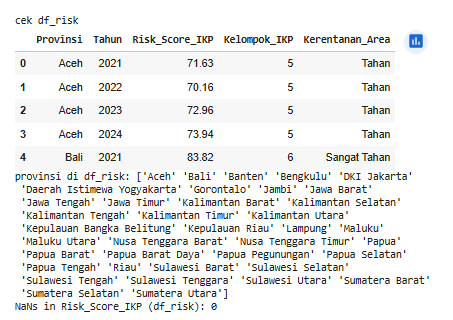 cek df_risk
Provinsi Tahun Risk_Score_IKP Kelompok_IKP Kerentanan_Area
0 Aceh 2021 71.63 5 Tahan
1 Aceh 2022 70.16 5 Tahan
2 Aceh 2023 72.96 5 Tahan
3 Aceh 2024 73.94 5 Tahan
4 Bali 2021 83.82 6 Sangat Tahan
provinsi di df_risk: ['Aceh' 'Bali' 'Banten' 'Bengkulu' 'DKI Jakarta'
'Daerah Istimewa Yogyakarta' 'Gorontalo' 'Jambi' 'Jawa Barat'
'Jawa Tengah' 'Jawa Timur' 'Kalimantan Barat' 'Kalimantan Selatan'
'Kalimantan Tengah' 'Kalimantan Timur' 'Kalimantan Utara'
'Kepulauan Bangka Belitung' 'Kepulauan Riau' 'Lampung' 'Maluku'
'Maluku Utara' 'Nusa Tenggara Barat' 'Nusa Tenggara Timur' 'Papua'
'Papua Barat' 'Papua Barat Daya' 'Papua Pegunungan' 'Papua Selatan'
'Papua Tengah' 'Riau' 'Sulawesi Barat' 'Sulawesi Selatan'
'Sulawesi Tengah' 'Sulawesi Tenggara' 'Sulawesi Utara' 'Sumatera Barat'
'Sumatera Selatan' 'Sumatera Utara']
NaNs in Risk_Score_IKP (df_risk): 0